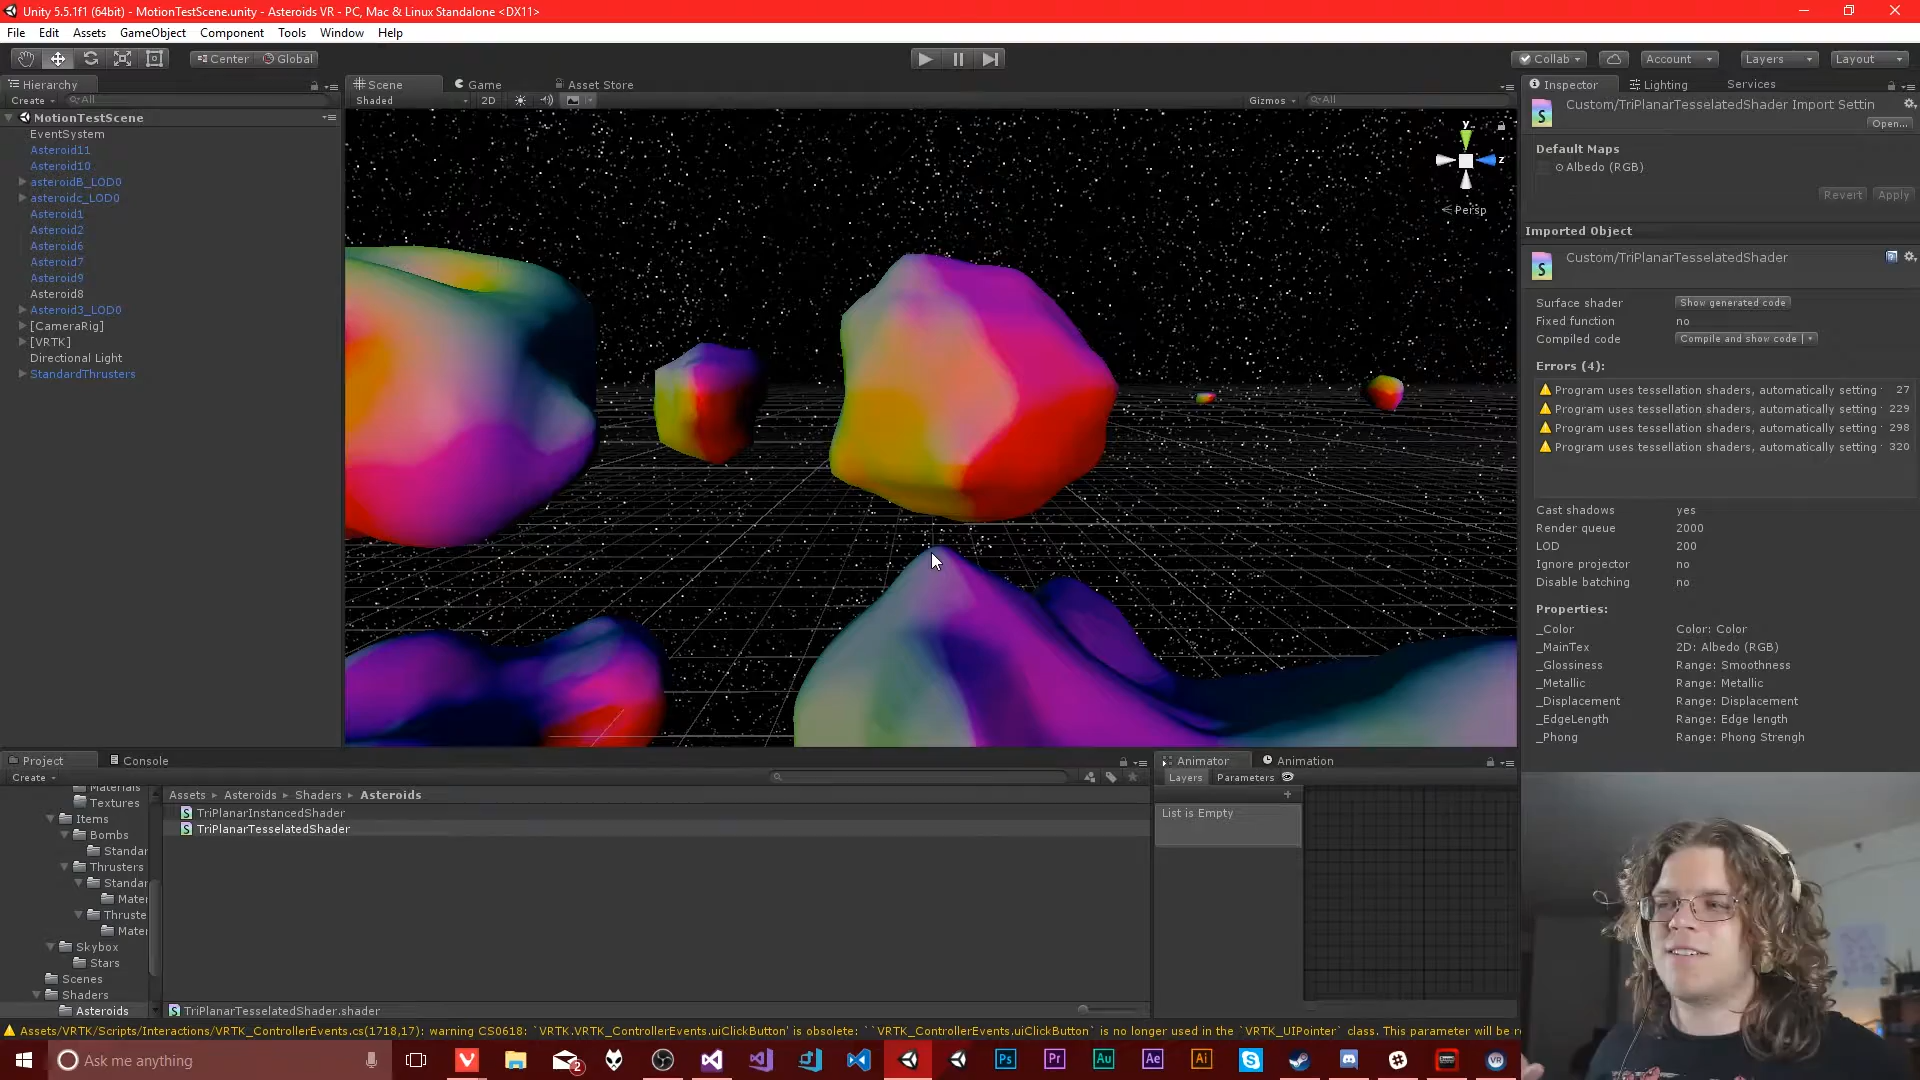 Unity 5.5.1f1 (64bit) - MotionTestScene.unity - Asteroids VR - PC, Mac & Linux Standalone <DX11>
File Edit Assets GameObject Component Tools Window Help
Center Global Collab Account Layers Layout
Hierarchy
Create All
MotionTestScene
EventSystem
Asteroid11
Asteroid10
asteroidB_LOD0
asteroidc_LOD0
Asteroid1
Asteroid2
Asteroid6
Asteroid7
Asteroid9
Asteroid8
Asteroid3_LOD0
[CameraRig]
[VRTK]
Directional Light
StandardThrusters
Scene Game Asset Store
Shaded 2D Gizmos All
y
z
Persp
Inspector Lighting Services
Custom/TriPlanarTesselatedShader Import Settin
Open...
Default Maps
Albedo (RGB)
Revert Apply
Imported Object
Custom/TriPlanarTesselatedShader
Surface shader Show generated code
Fixed function no
Compiled code Compile and show code
Errors (4):
Program uses tessellation shaders, automatically setting 27
Program uses tessellation shaders, automatically setting 229
Program uses tessellation shaders, automatically setting 298
Program uses tessellation shaders, automatically setting 320
Cast shadows yes
Render queue 2000
LOD 200
Ignore projector no
Disable batching no
Properties:
_Color Color: Color
_MainTex 2D: Albedo (RGB)
_Glossiness Range: Smoothness
_Metallic Range: Metallic
_Displacement Range: Displacement
_EdgeLength Range: Edge length
_Phong Range: Phong Strengh
Project Console
Create
Materials
Textures
Items
Bombs
Standar
Thrusters
Standar
Mater
Thruste
Mater
Skybox
Stars
Scenes
Shaders
Asteroids
Assets Asteroids Shaders Asteroids
TriPlanarInstancedShader
TriPlanarTesselatedShader
TriPlanarTesselatedShader.shader
Animator Animation
Layers Parameters
List is Empty
Assets/VRTK/Scripts/Interactions/VRTK_ControllerEvents.cs(1718,17): warning CS0618: `VRTK.VRTK_ControllerEvents.uiClickButton' is obsolete: ``VRTK_ControllerEvents.uiClickButton` is no longer used in the `VRTK_UIPointer` class. This parameter will be re
Ask me anything
2
Ps Pr Au Ae Ai
VR